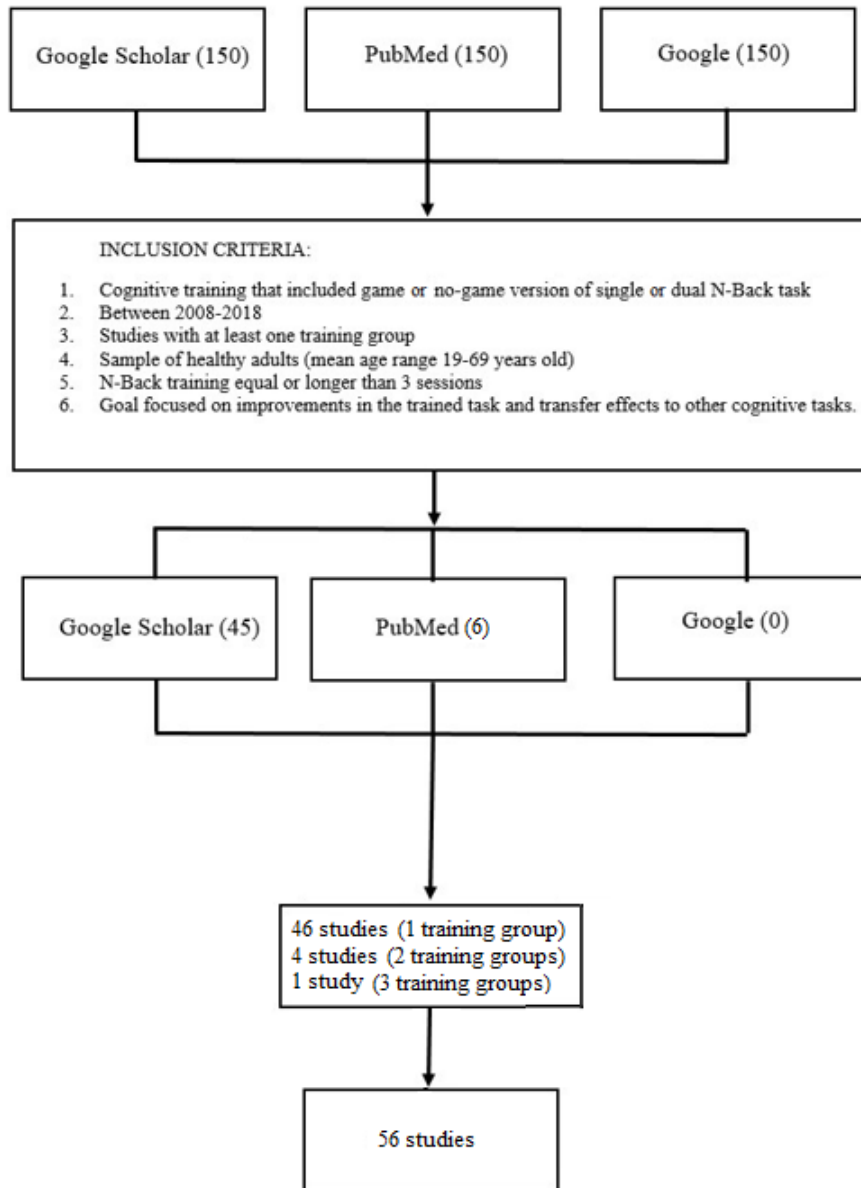 Google Scholar (150)
PubMed (150)
Google (150)
INCLUSION CRITERIA:
1. Cognitive training that included game or no-game version of single or dual N-Back task
2. Between 2008-2018
3. Studies with at least one training group
4. Sample of healthy adults (mean age range 19-69 years old)
5. N-Back training equal or longer than 3 sessions
6. Goal focused on improvements in the trained task and transfer effects to other cognitive tasks.
Google Scholar (45)
PubMed (6)
Google (0)
46 studies (1 training group)
4 studies (2 training groups)
1 study (3 training groups)
56 studies